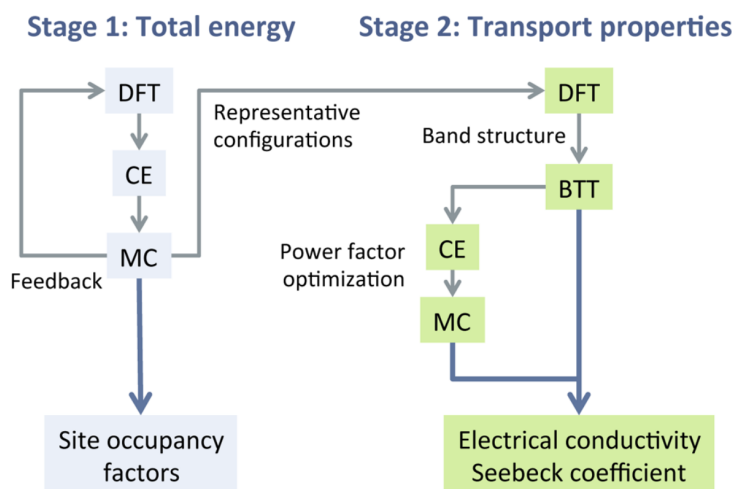 Stage 1: Total energy
Stage 2: Transport properties
DFT
CE
MC
Feedback
Site occupancy
factors
Representative
configurations
DFT
Band structure
BTT
CE
Power factor
optimization
MC
Electrical conductivity
Seebeck coefficient